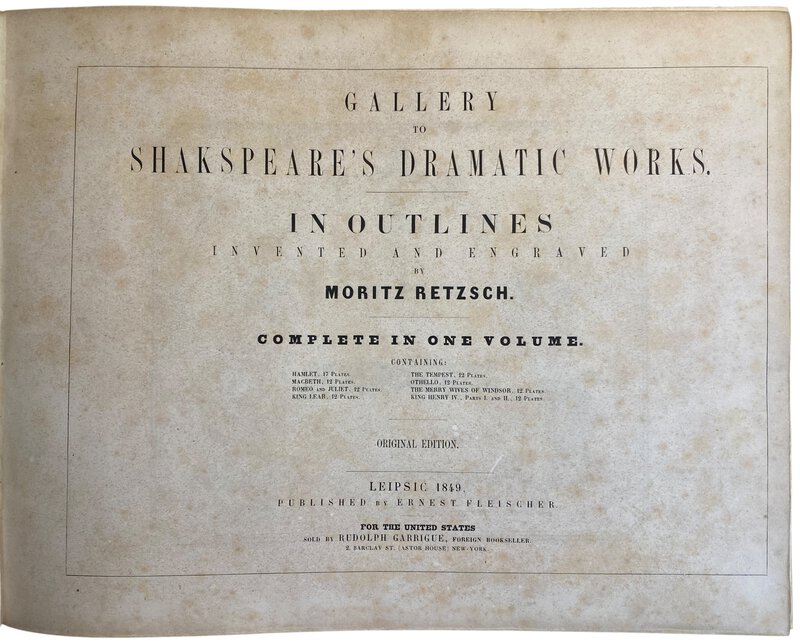 GALLERY
TO
SHAKSPEARE'S DRAMATIC WORKS.
IN OUTLINES
INVENTED AND ENGRAVED
BY
MORITZ RETZSCH.
COMPLETE IN ONE VOLUME.
CONTAINING:
HAMLET, 17 PLATES.
MACBETH, 12 PLATES.
ROMEO AND JULIET, 12 PLATES.
KING LEAR, 12 PLATES.
THE TEMPEST, 12 PLATES.
OTHELLO, 12 PLATES.
THE MERRY WIVES OF WINDSOR, 12 PLATES.
KING HENRY IV., PARTS I. AND II., 12 PLATES.
ORIGINAL EDITION.
LEIPSIC 1849.
PUBLISHED BY ERNEST FLEISCHER.
FOR THE UNITED STATES
SOLD BY RUDOLPH GARRIGUE, FOREIGN BOOKSELLER.
2. BARCLAY ST. (ASTOR HOUSE) NEW-YORK.